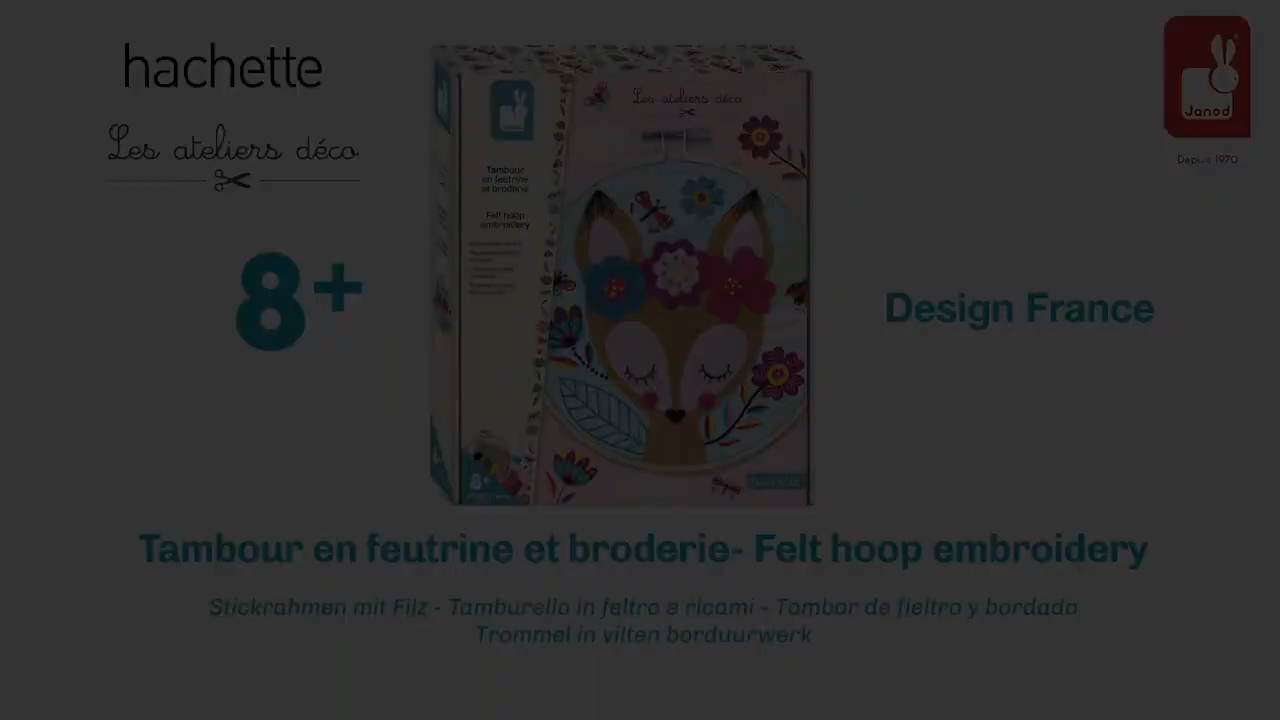 hachette
Les ateliers déco
8+
Janod
Depuis 1970
Design France
Les ateliers déco
Tambour
en feutrine
et broderie
Felt hoop
embroidery
8+
Tambour en feutrine et broderie- Felt hoop embroidery
Stickrahmen mit Filz - Tamburello in feltro e ricami - Tombor de fieltro y bordado
Trommel in vilten borduurwerk